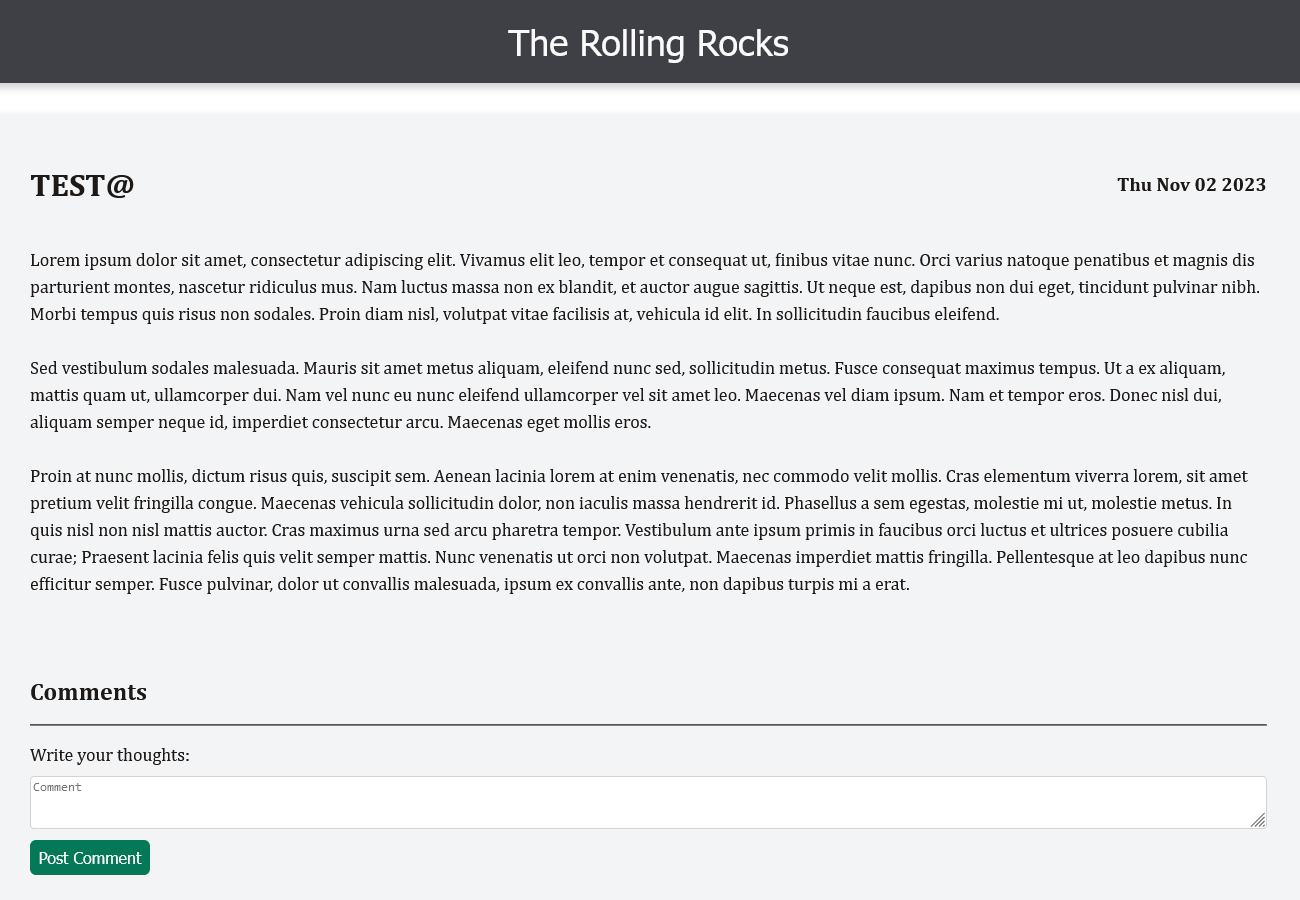 The Rolling Rocks
TEST@
Thu Nov 02 2023
Lorem ipsum dolor sit amet, consectetur adipiscing elit. Vivamus elit leo, tempor et consequat ut, finibus vitae nunc. Orci varius natoque penatibus et magnis dis
parturient montes, nascetur ridiculus mus. Nam luctus massa non ex blandit, et auctor augue sagittis. Ut neque est, dapibus non dui eget, tincidunt pulvinar nibh.
Morbi tempus quis risus non sodales. Proin diam nisl, volutpat vitae facilisis at, vehicula id elit. In sollicitudin faucibus eleifend.
Sed vestibulum sodales malesuada. Mauris sit amet metus aliquam, eleifend nunc sed, sollicitudin metus. Fusce consequat maximus tempus. Ut a ex aliquam,
mattis quam ut, ullamcorper dui. Nam vel nunc eu nunc eleifend ullamcorper vel sit amet leo. Maecenas vel diam ipsum. Nam et tempor eros. Donec nisl dui,
aliquam semper neque id, imperdiet consectetur arcu. Maecenas eget mollis eros.
Proin at nunc mollis, dictum risus quis, suscipit sem. Aenean lacinia lorem at enim venenatis, nec commodo velit mollis. Cras elementum viverra lorem, sit amet
pretium velit fringilla congue. Maecenas vehicula sollicitudin dolor, non iaculis massa hendrerit id. Phasellus a sem egestas, molestie mi ut, molestie metus. In
quis nisl non nisl mattis auctor. Cras maximus urna sed arcu pharetra tempor. Vestibulum ante ipsum primis in faucibus orci luctus et ultrices posuere cubilia
curae; Praesent lacinia felis quis velit semper mattis. Nunc venenatis ut orci non volutpat. Maecenas imperdiet mattis fringilla. Pellentesque at leo dapibus nunc
efficitur semper. Fusce pulvinar, dolor ut convallis malesuada, ipsum ex convallis ante, non dapibus turpis mi a erat.
Comments
Write your thoughts:
Comment
Post Comment